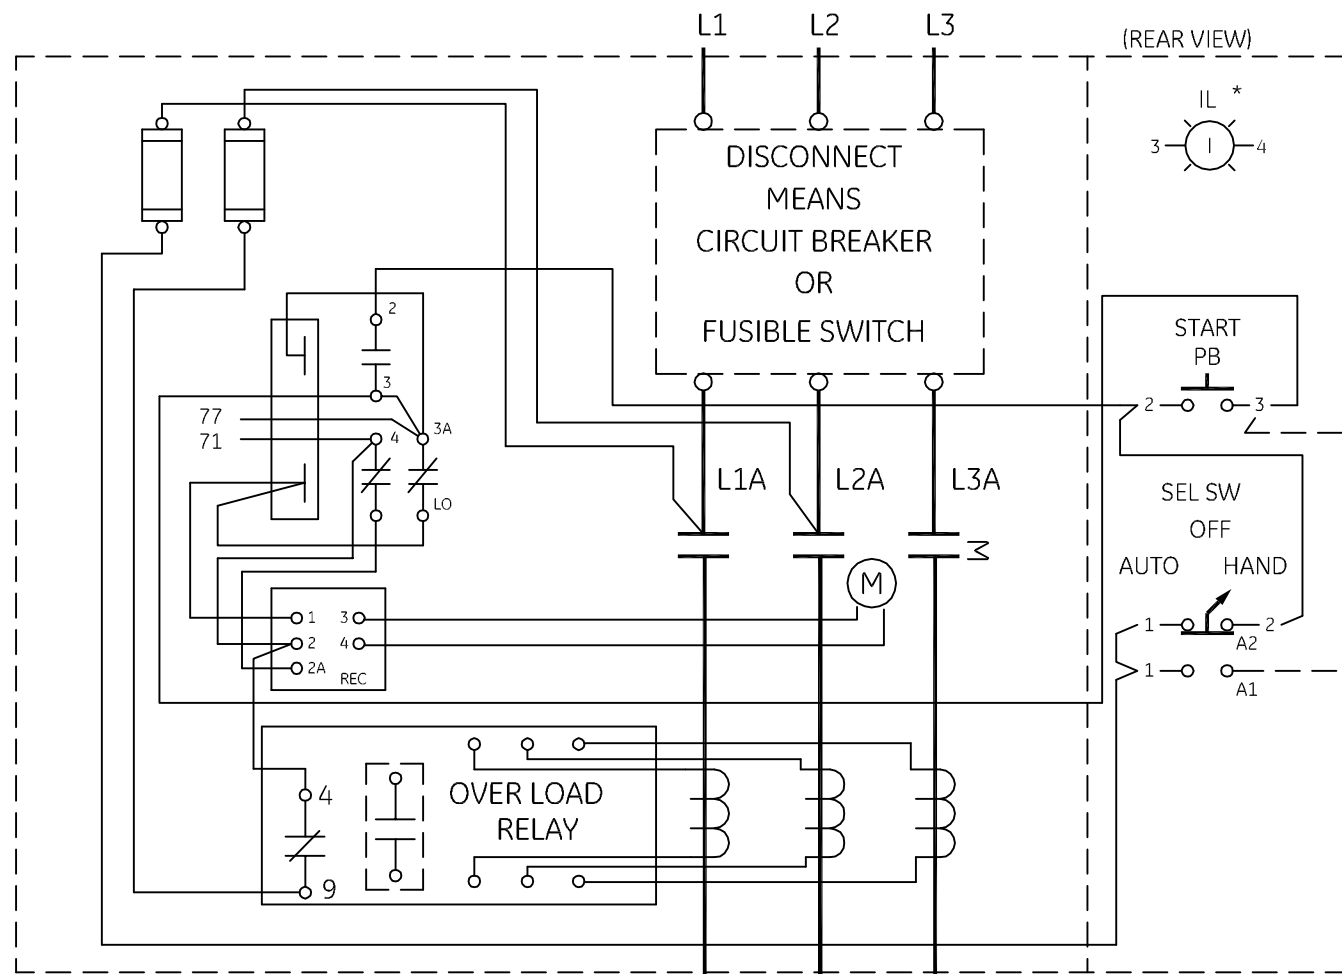 L1 L2 L3
(REAR VIEW)
IL *
3 I 4
DISCONNECT
MEANS
CIRCUIT BREAKER
OR
FUSIBLE SWITCH
2
3
START
PB
2 3
77
71
4
3A
LO
L1A L2A L3A
M
M
SEL SW
OFF
AUTO HAND
1 2
A2
1
A1
1 3
2 4
2A
REC
4
OVER LOAD
RELAY
9